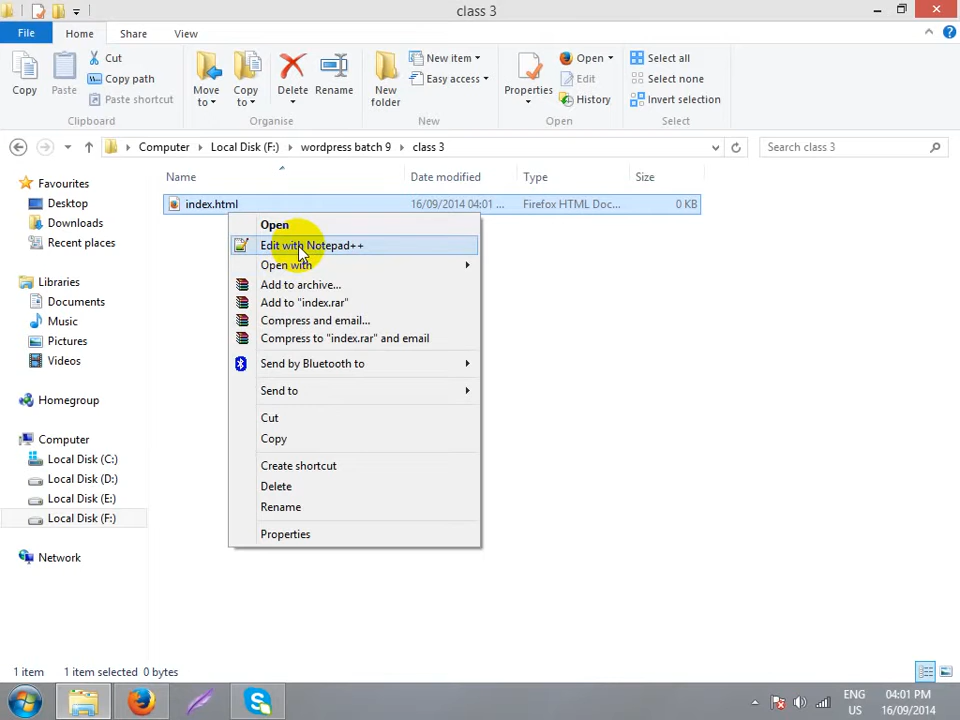 class 3
File Home Share View
Copy
Paste
Cut
Copy path
Paste shortcut
Clipboard
Move to
Copy to
Delete
Rename
Organise
New folder
New item
Easy access
New
Properties
Open
Edit
History
Open
Select all
Select none
Invert selection
Select
Computer Local Disk (F:) wordpress batch 9 class 3
Search class 3
Name Date modified Type Size
index.html 16/09/2014 04:01 ... Firefox HTML Doc... 0 KB
Favourites
Desktop
Downloads
Recent places
Libraries
Documents
Music
Pictures
Videos
Homegroup
Computer
Local Disk (C:)
Local Disk (D:)
Local Disk (E:)
Local Disk (F:)
Network
Open
Edit with Notepad++
Open with
Add to archive...
Add to "index.rar"
Compress and email...
Compress to "index.rar" and email
Send by Bluetooth to
Send to
Cut
Copy
Create shortcut
Delete
Rename
Properties
1 item 1 item selected 0 bytes
ENG
US
04:01 PM
16/09/2014